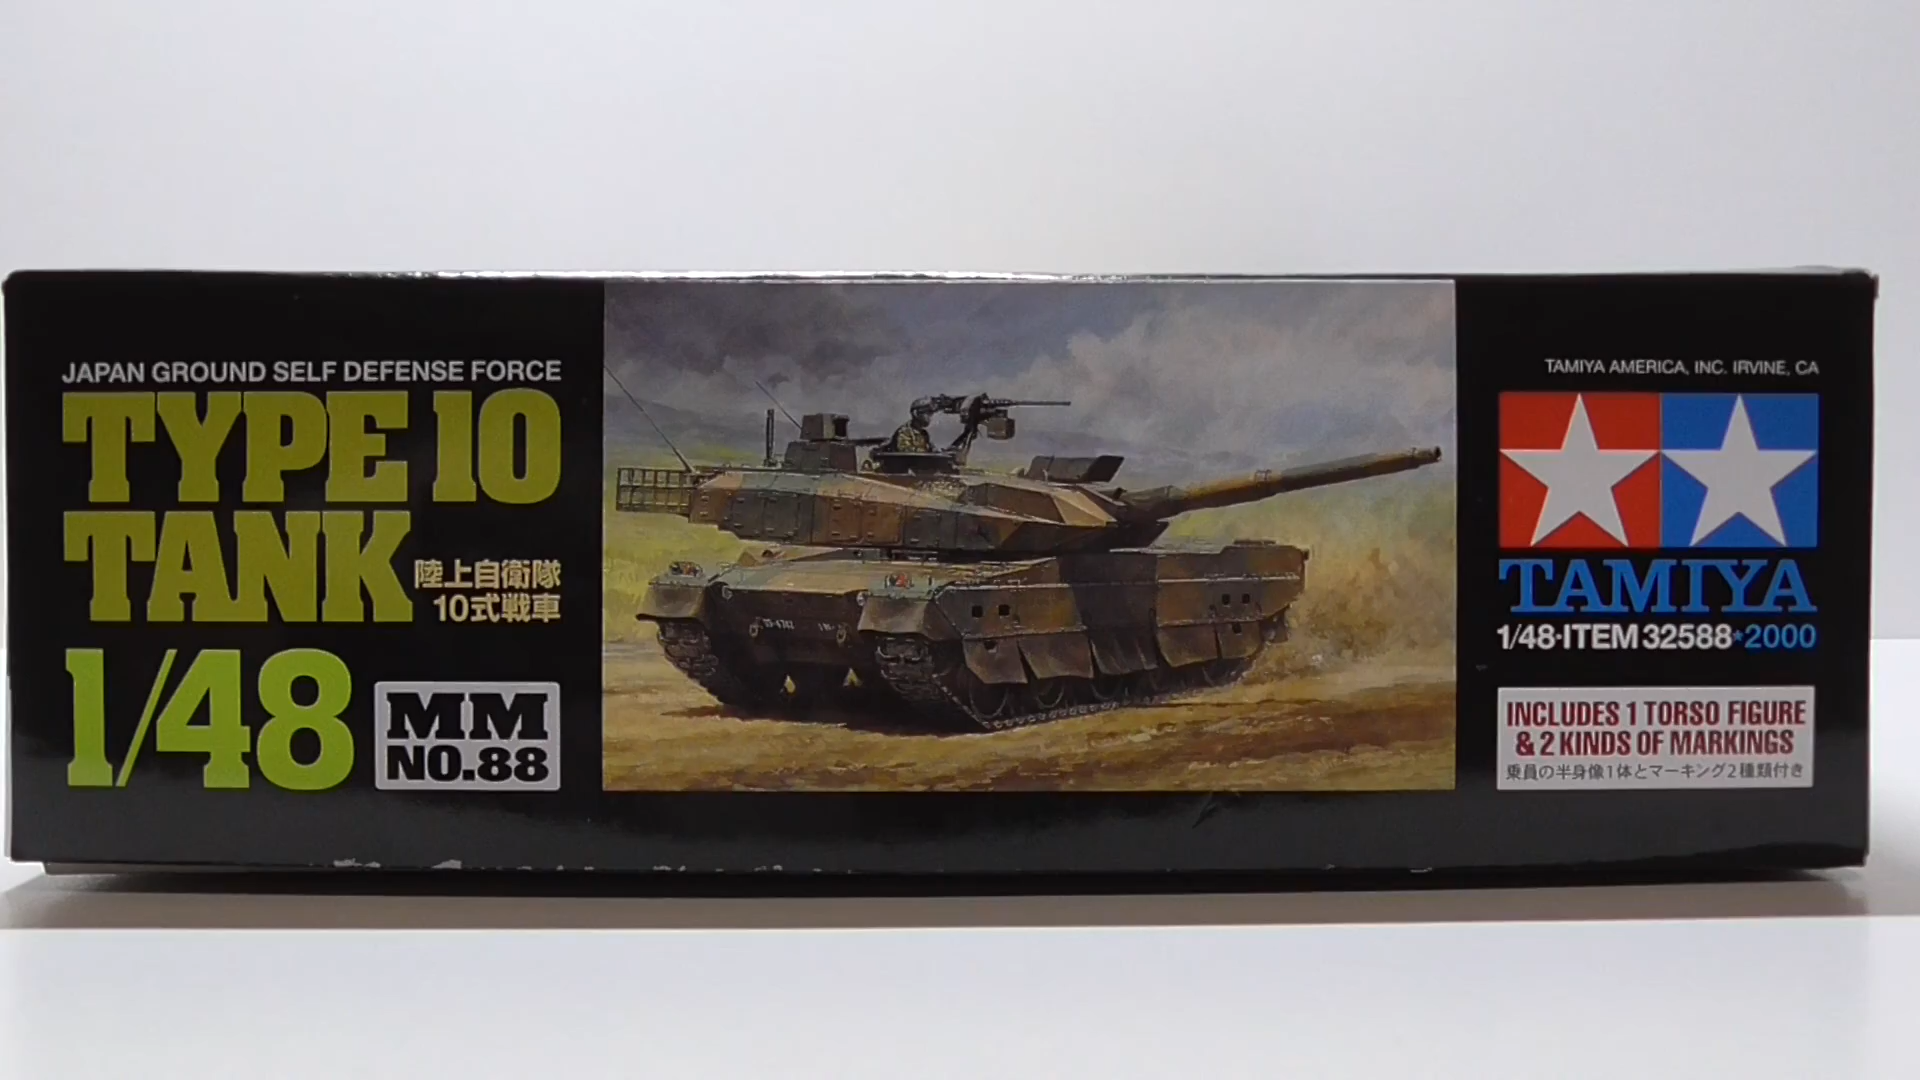 JAPAN GROUND SELF DEFENSE FORCE
TYPE 10
TANK
陸上自衛隊
10式戦車
1/48
MM
NO.88
TAMIYA AMERICA, INC. IRVINE, CA
TAMIYA
1/48・ITEM 32588★2000
INCLUDES 1 TORSO FIGURE
& 2 KINDS OF MARKINGS
乗員の半身像1体とマーキング2種類付き